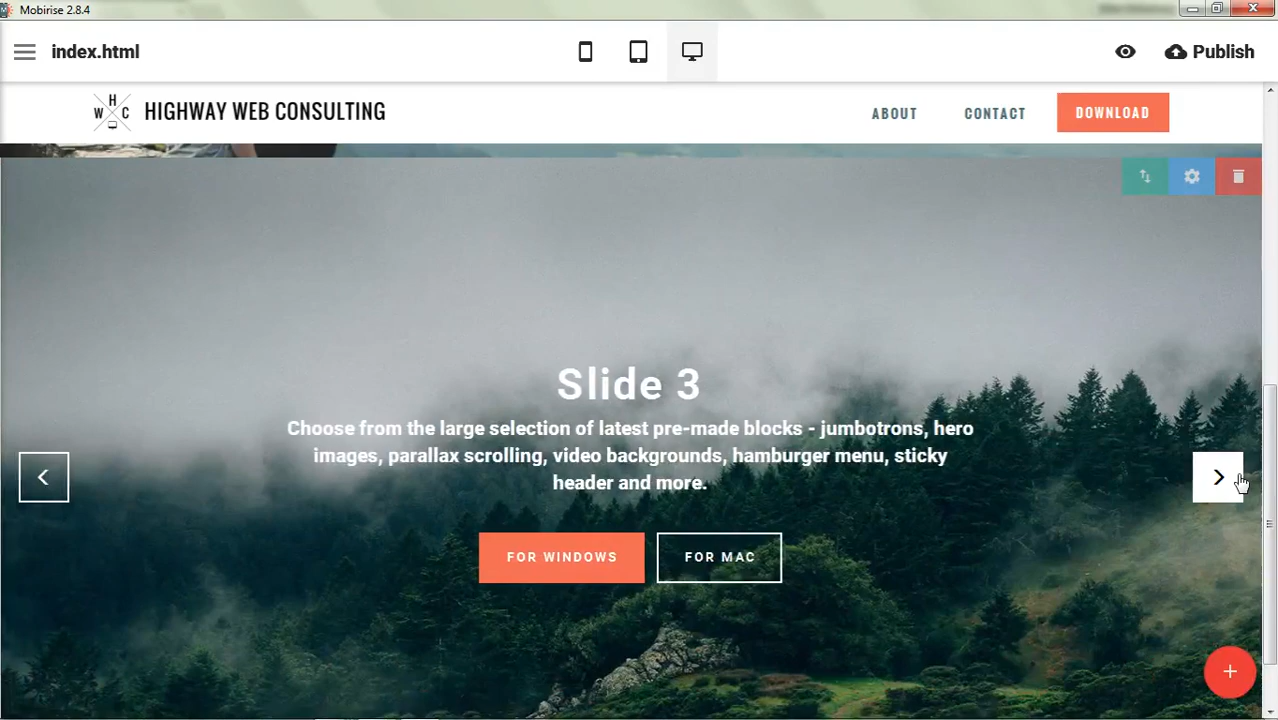 Mobirise 2.8.4
index.html
Publish
W H C
HIGHWAY WEB CONSULTING
ABOUT
CONTACT
DOWNLOAD
Slide 3
Choose from the large selection of latest pre-made blocks - jumbotrons, hero
images, parallax scrolling, video backgrounds, hamburger menu, sticky
header and more.
FOR WINDOWS
FOR MAC